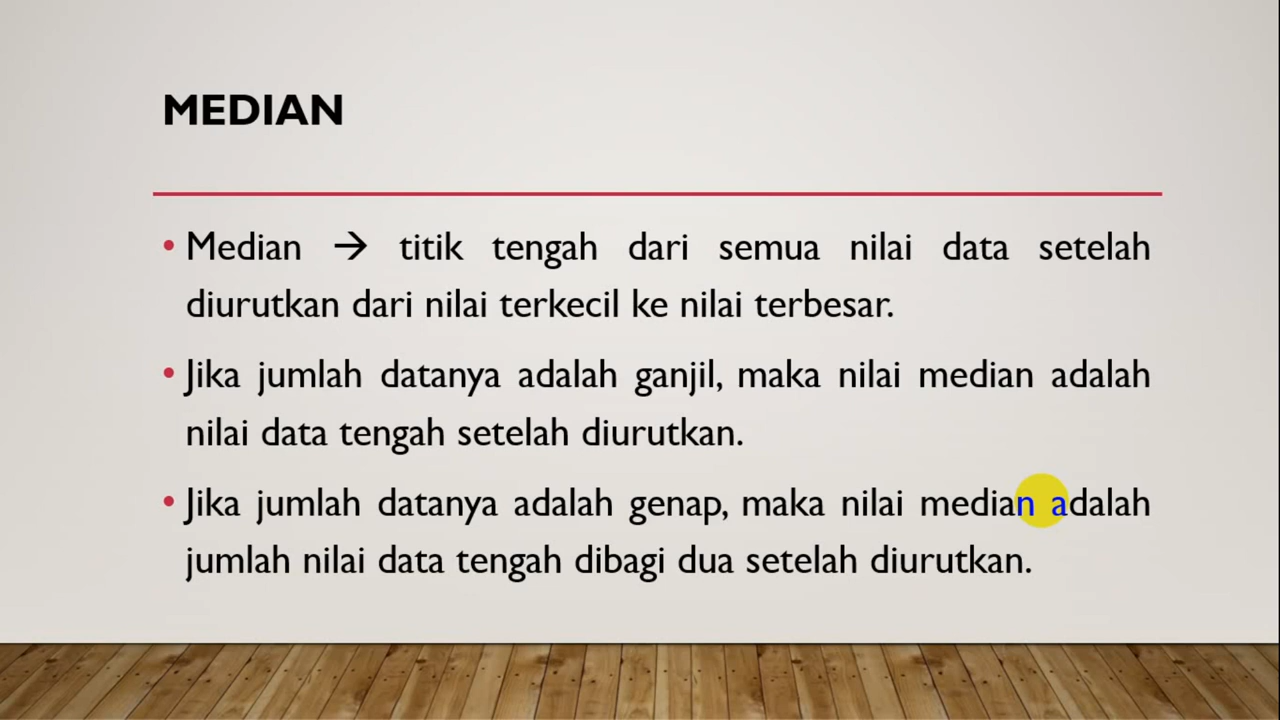 MEDIAN
• Median → titik tengah dari semua nilai data setelah
diurutkan dari nilai terkecil ke nilai terbesar.
• Jika jumlah datanya adalah ganjil, maka nilai median adalah
nilai data tengah setelah diurutkan.
• Jika jumlah datanya adalah genap, maka nilai median adalah
jumlah nilai data tengah dibagi dua setelah diurutkan.